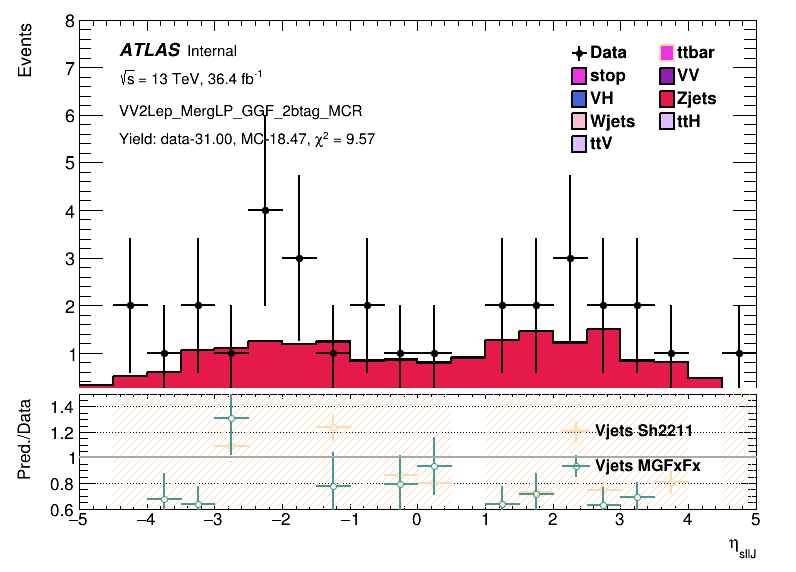 Events
8
7
6
5
4
3
2
1
ATLAS Internal
√s = 13 TeV, 36.4 fb⁻¹
VV2Lep_MergLP_GGF_2btag_MCR
Yield: data-31.00, MC-18.47, χ² = 9.57
Data ttbar
stop VV
VH Zjets
Wjets ttH
ttV
Pred./Data
1.4
1.2
1
0.8
0.6
Vjets Sh2211
Vjets MGFxFx
−5 −4 −3 −2 −1 0 1 2 3 4 5
η_sllJ